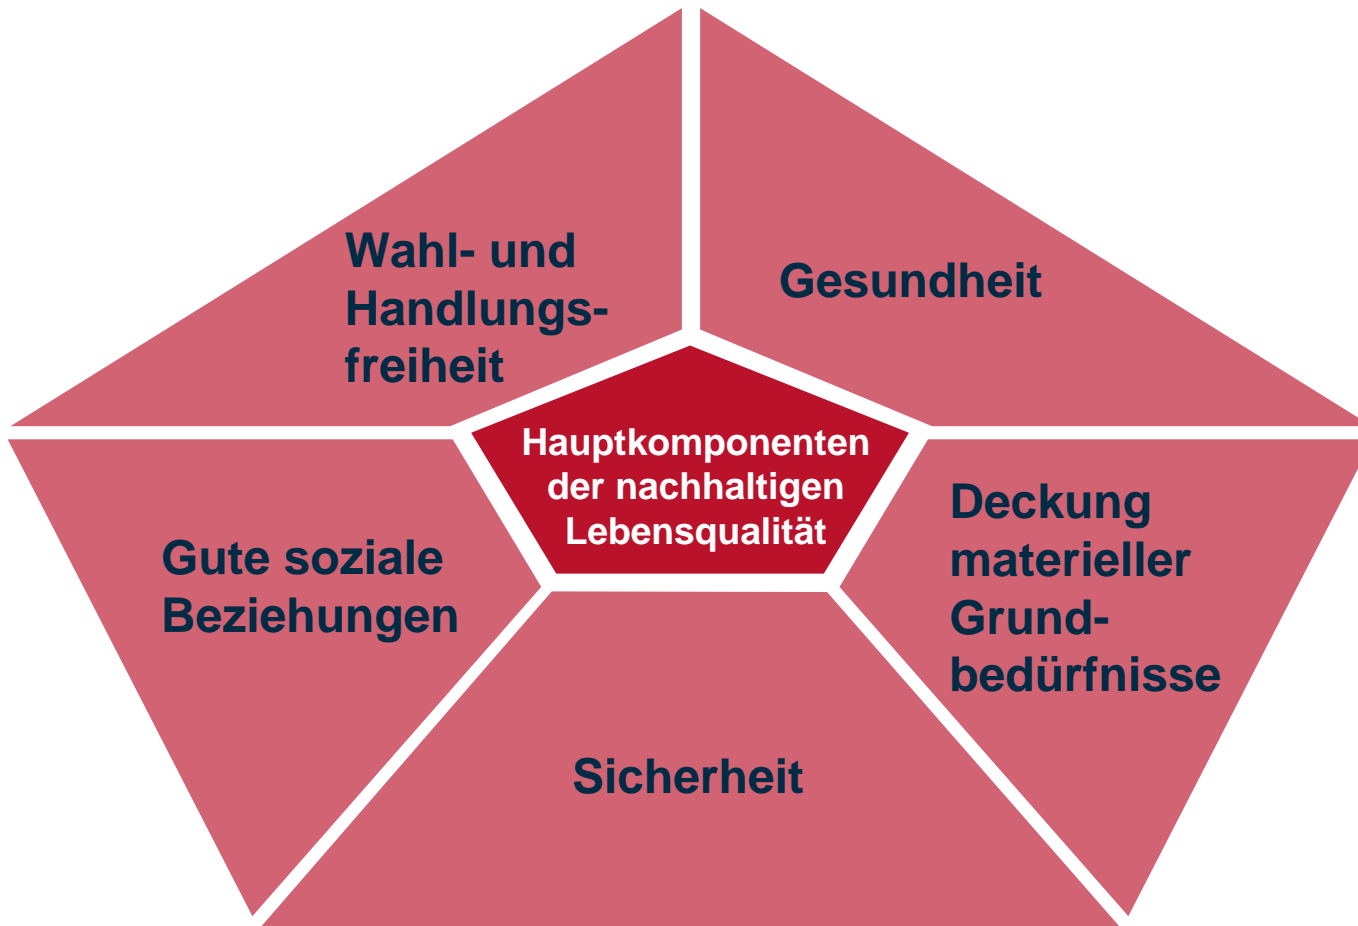 Wahl- und
Handlungs-
freiheit
Gesundheit
Hauptkomponenten
der nachhaltigen
Lebensqualität
Gute soziale
Beziehungen
Deckung
materieller
Grund-
bedürfnisse
Sicherheit